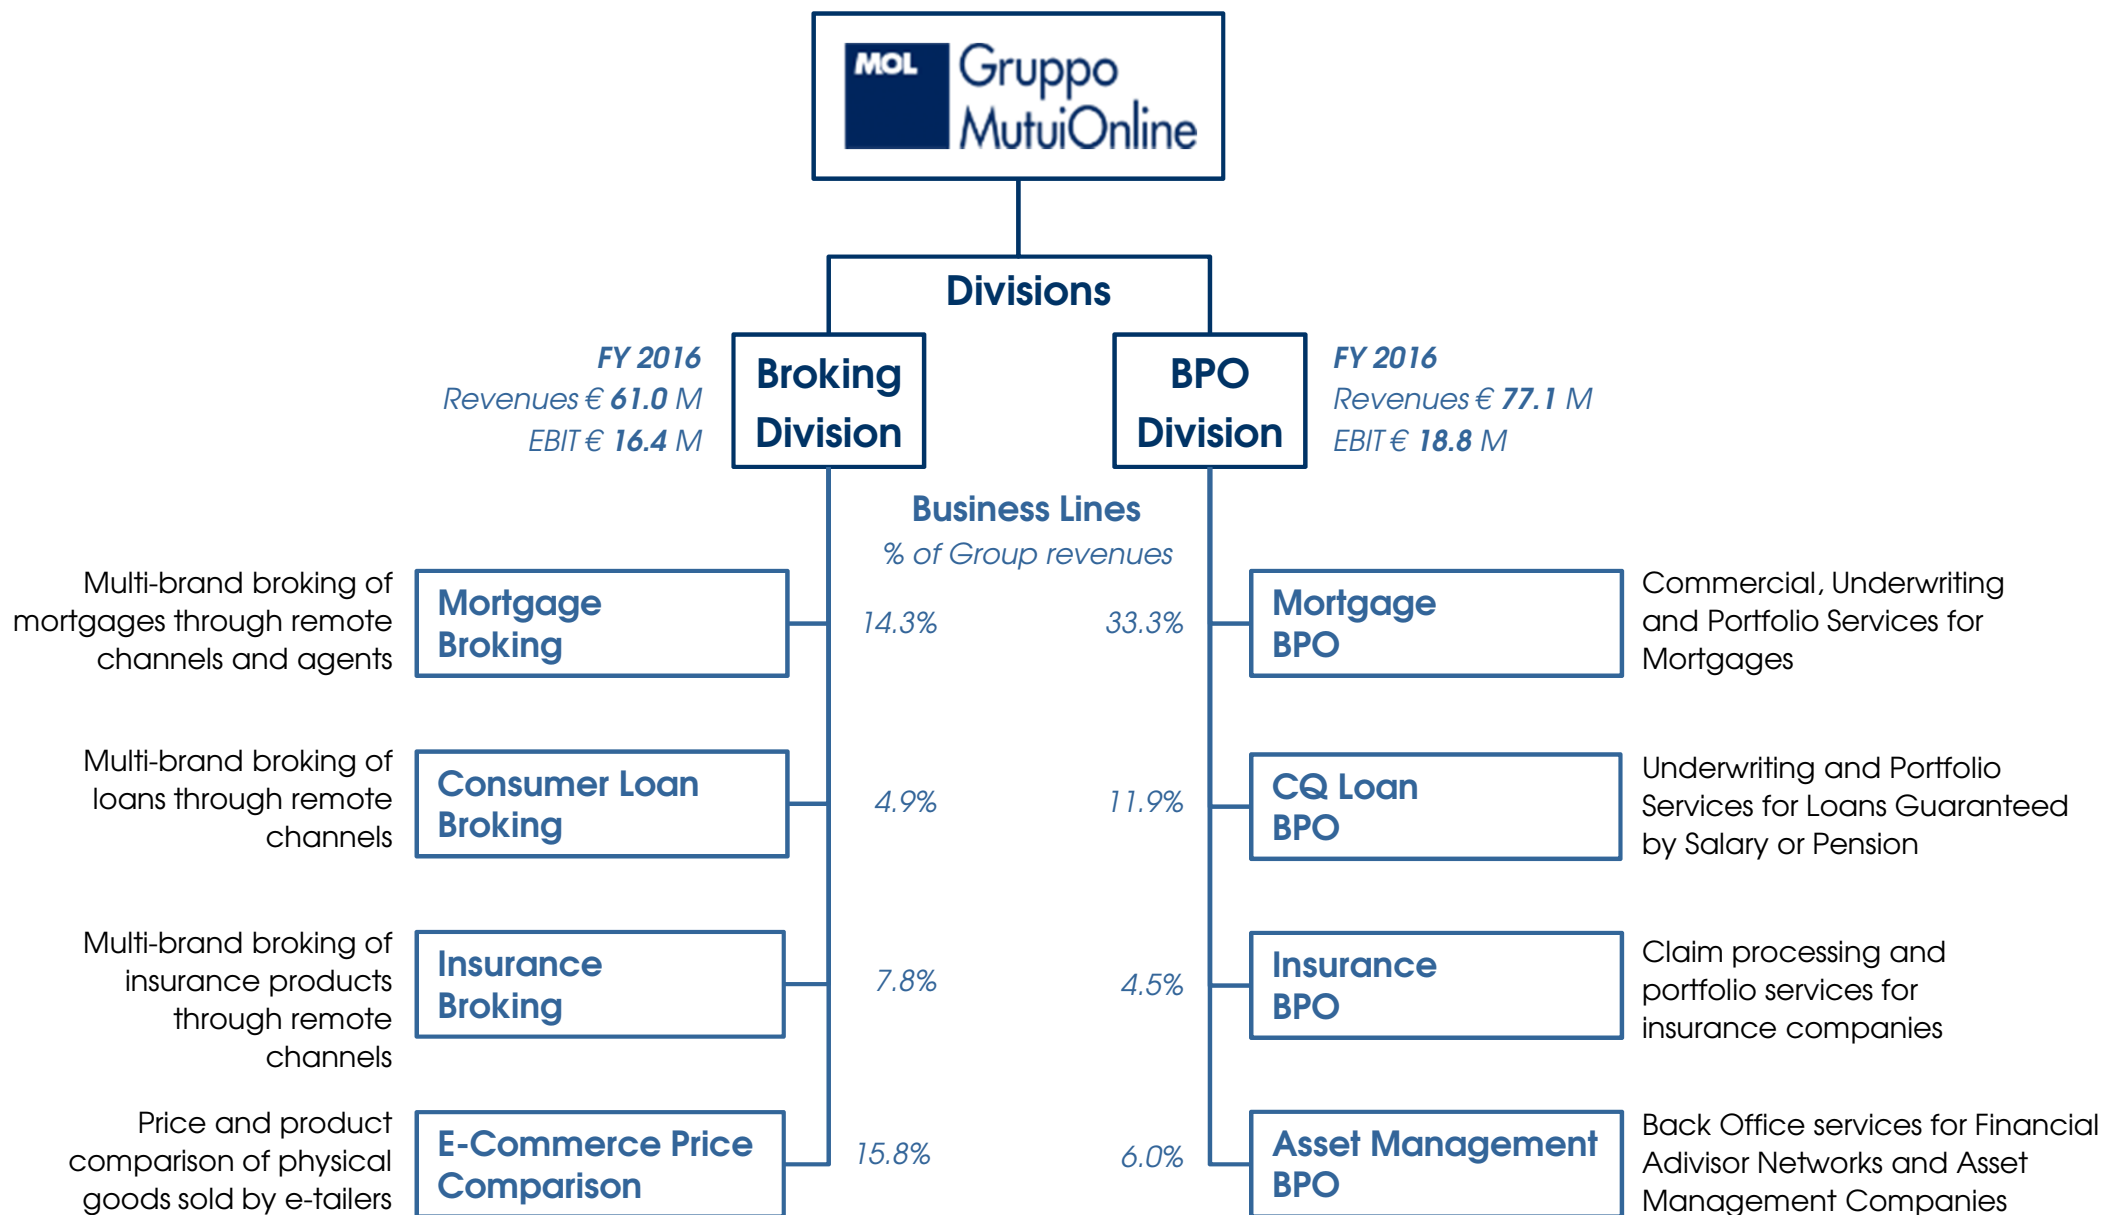 MOL
Gruppo
MutuiOnline
Divisions
FY 2016
Revenues € 61.0 M
EBIT € 16.4 M
Broking
Division
BPO
Division
FY 2016
Revenues € 77.1 M
EBIT € 18.8 M
Business Lines
% of Group revenues
Multi-brand broking of
mortgages through remote
channels and agents
Mortgage
Broking
14.3%
33.3%
Mortgage
BPO
Commercial, Underwriting
and Portfolio Services for
Mortgages
Multi-brand broking of
loans through remote
channels
Consumer Loan
Broking
4.9%
11.9%
CQ Loan
BPO
Underwriting and Portfolio
Services for Loans Guaranteed
by Salary or Pension
Multi-brand broking of
insurance products
through remote
channels
Insurance
Broking
7.8%
4.5%
Insurance
BPO
Claim processing and
portfolio services for
insurance companies
Price and product
comparison of physical
goods sold by e-tailers
E-Commerce Price
Comparison
15.8%
6.0%
Asset Management
BPO
Back Office services for Financial
Adivisor Networks and Asset
Management Companies